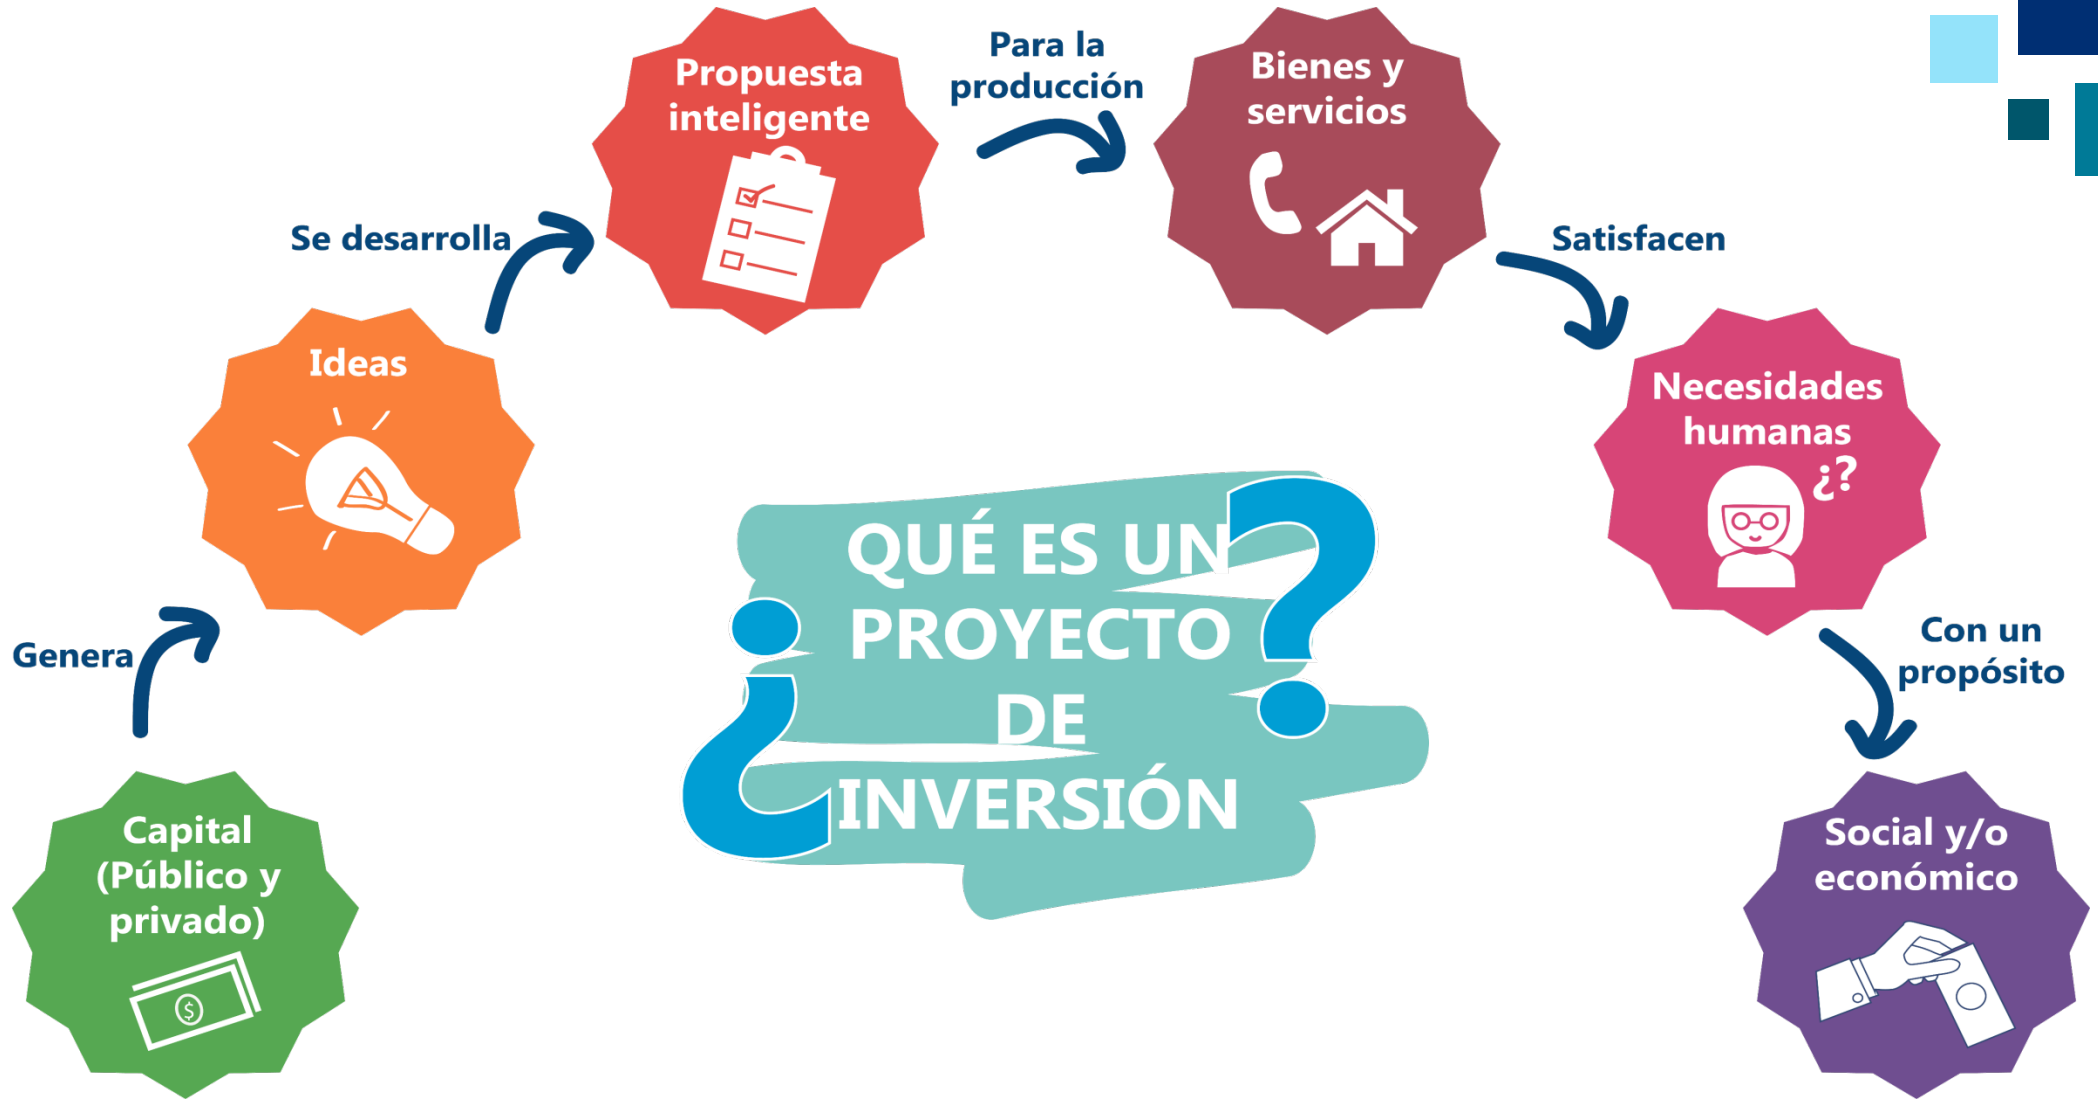 Capital
(Público y
privado)
$
Genera
Ideas
Se desarrolla
Propuesta
inteligente
Para la
producción
Bienes y
servicios
Satisfacen
Necesidades
humanas
¿?
Con un
propósito
Social y/o
económico
¿QUÉ ES UN
PROYECTO
DE
INVERSIÓN?